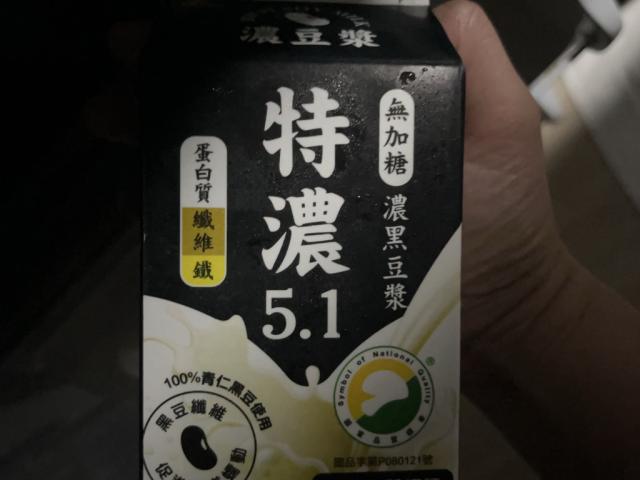 濃豆漿
特濃
5.1
無加糖
濃黑豆漿
蛋白質
纖維
鐵
100%青仁黑豆使用
黑豆纖維
Symbol of National Quality
國品字第P080121號